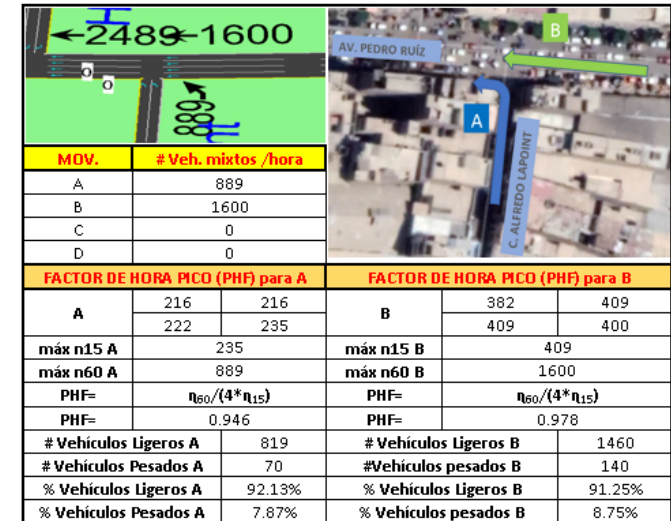 ←2489←1600
889
AV. PEDRO RUÍZ
B
A
C. ALFREDO LAPOINT
MOV. # Veh. mixtos /hora
A 889
B 1600
C 0
D 0
FACTOR DE HORA PICO (PHF) para A FACTOR DE HORA PICO (PHF) para B
A 216 216 B 382 409
222 235 409 400
máx n15 A 235 máx n15 B 409
máx n60 A 889 máx n60 B 1600
PHF= η60/(4*η15) PHF= η60/(4*η15)
PHF= 0.946 PHF= 0.978
# Vehículos Ligeros A 819 # Vehículos Ligeros B 1460
# Vehículos Pesados A 70 #Vehículos pesados B 140
% Vehículos Ligeros A 92.13% % Vehículos Ligeros B 91.25%
% Vehículos Pesados A 7.87% % Vehículos pesados B 8.75%